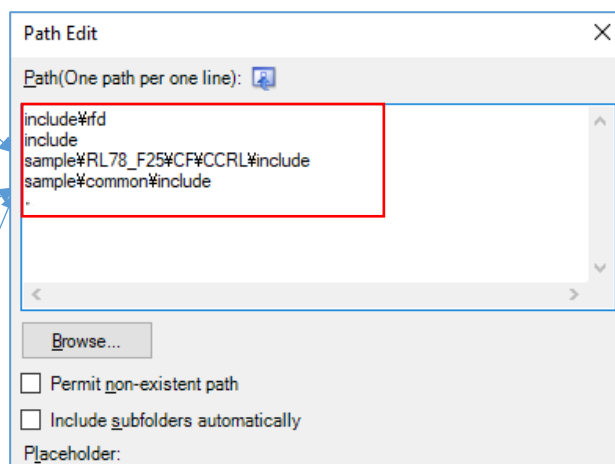 Path Edit
Path(One path per one line):
include¥rfd
include
sample¥RL78_F25¥CF¥CCRL¥include
sample¥common¥include
.
Browse...
Permit non-existent path
Include subfolders automatically
Placeholder: